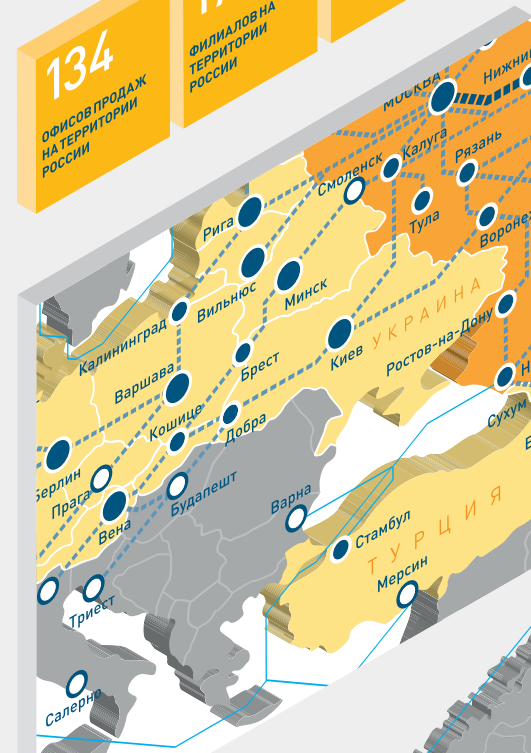 134
ОФИСОВ ПРОДАЖ
НА ТЕРРИТОРИИ
РОССИИ
ФИЛИАЛОВ НА
ТЕРРИТОРИИ
РОССИИ
МОСКВА
Калуга
Рязань
Смоленск
Тула
Рига
Вильнюс
Минск
Калининград
УКРАИНА
Брест
Киев
Ростов-на-Дону
Варшава
Кошице
Добра
Сухум
Берлин
Прага
Будапешт
Вена
Варна
Стамбул
ТУРЦИЯ
Мерсин
Триест
Салерно